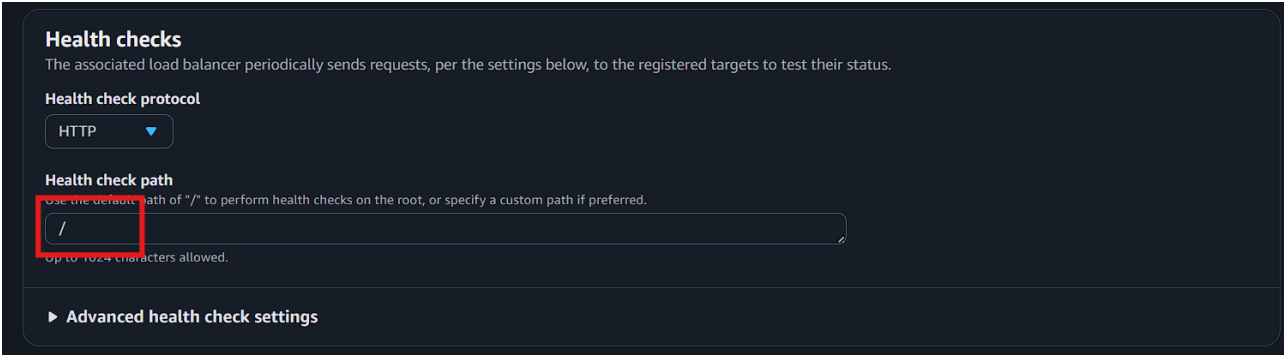 Health checks
The associated load balancer periodically sends requests, per the settings below, to the registered targets to test their status.
Health check protocol
HTTP
Health check path
Use the default path of "/" to perform health checks on the root, or specify a custom path if preferred.
/
Up to 1024 characters allowed.
Advanced health check settings